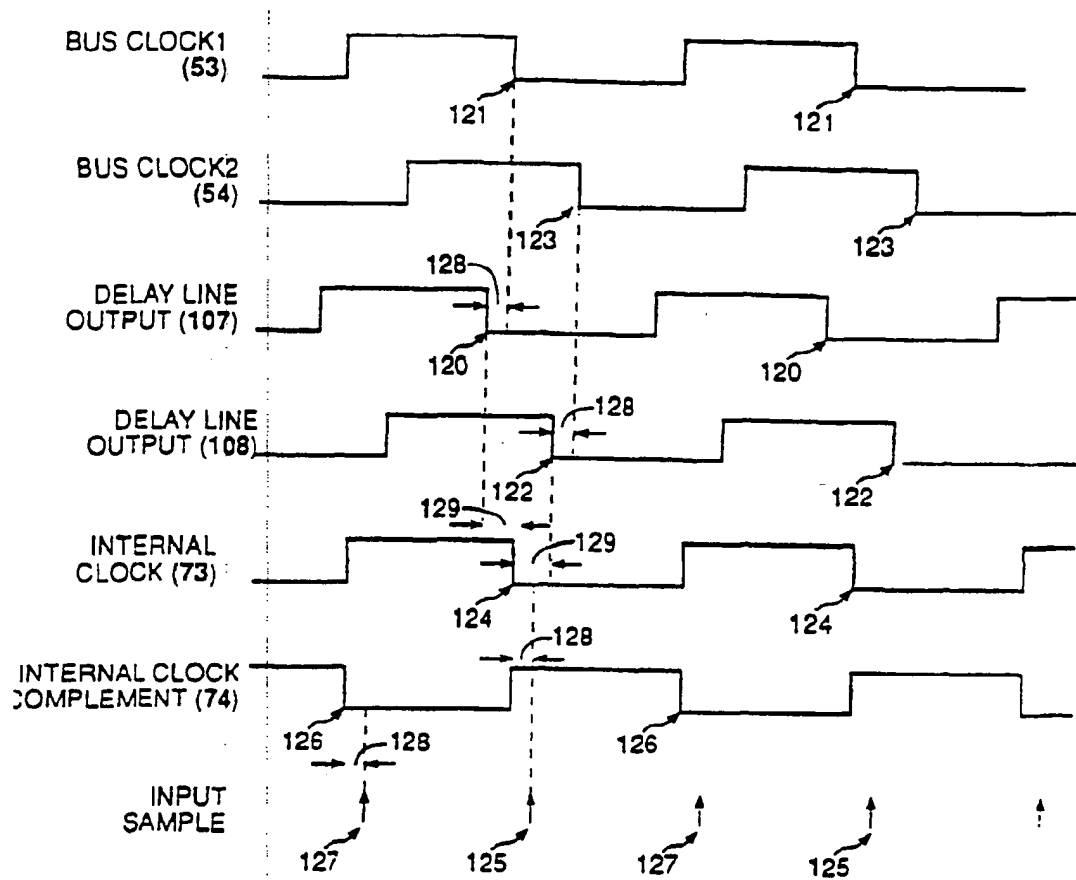 BUS CLOCK1
(53)
121
121
BUS CLOCK2
(54)
123
123
128
DELAY LINE
OUTPUT (107)
120
120
DELAY LINE
OUTPUT (108)
128
122
122
129
INTERNAL
CLOCK (73)
129
124
124
128
INTERNAL CLOCK
COMPLEMENT (74)
126
128
126
INPUT
SAMPLE
127
125
127
125